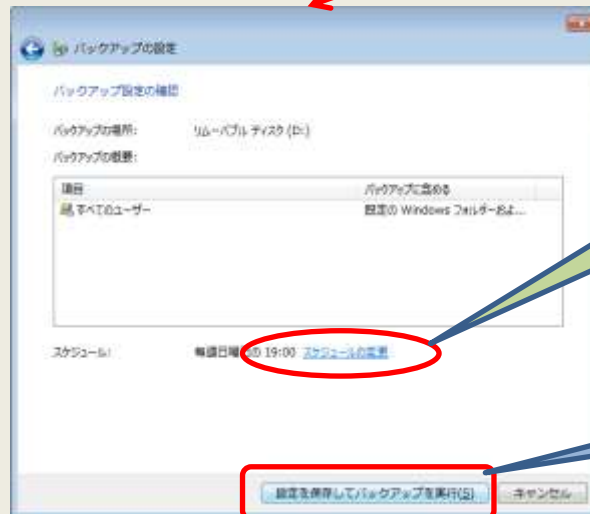 バックアップの設定
バックアップ設定の確認
バックアップの場所: リムーバブル ディスク (D:)
バックアップの概要:
項目 バックアップに含める
すべてのユーザー 既定の Windows フォルダーおよ...
スケジュール: 毎週日曜 の 19:00 スケジュールの変更
設定を保存してバックアップを実行(S) キャンセル